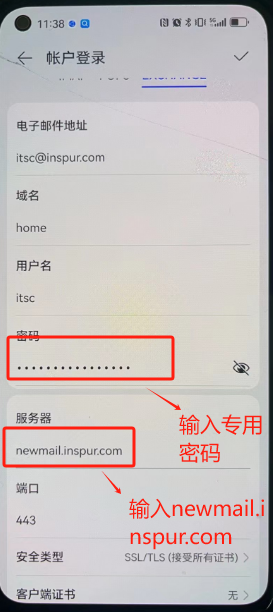 11:38
帐户登录
EXCHANGE
电子邮件地址
itsc@inspur.com
域名
home
用户名
itsc
密码
................
输入专用
密码
服务器
newmail.inspur.com
输入newmail.i
nspur.com
端口
443
安全类型
SSL/TLS (接受所有证书)
客户端证书
无